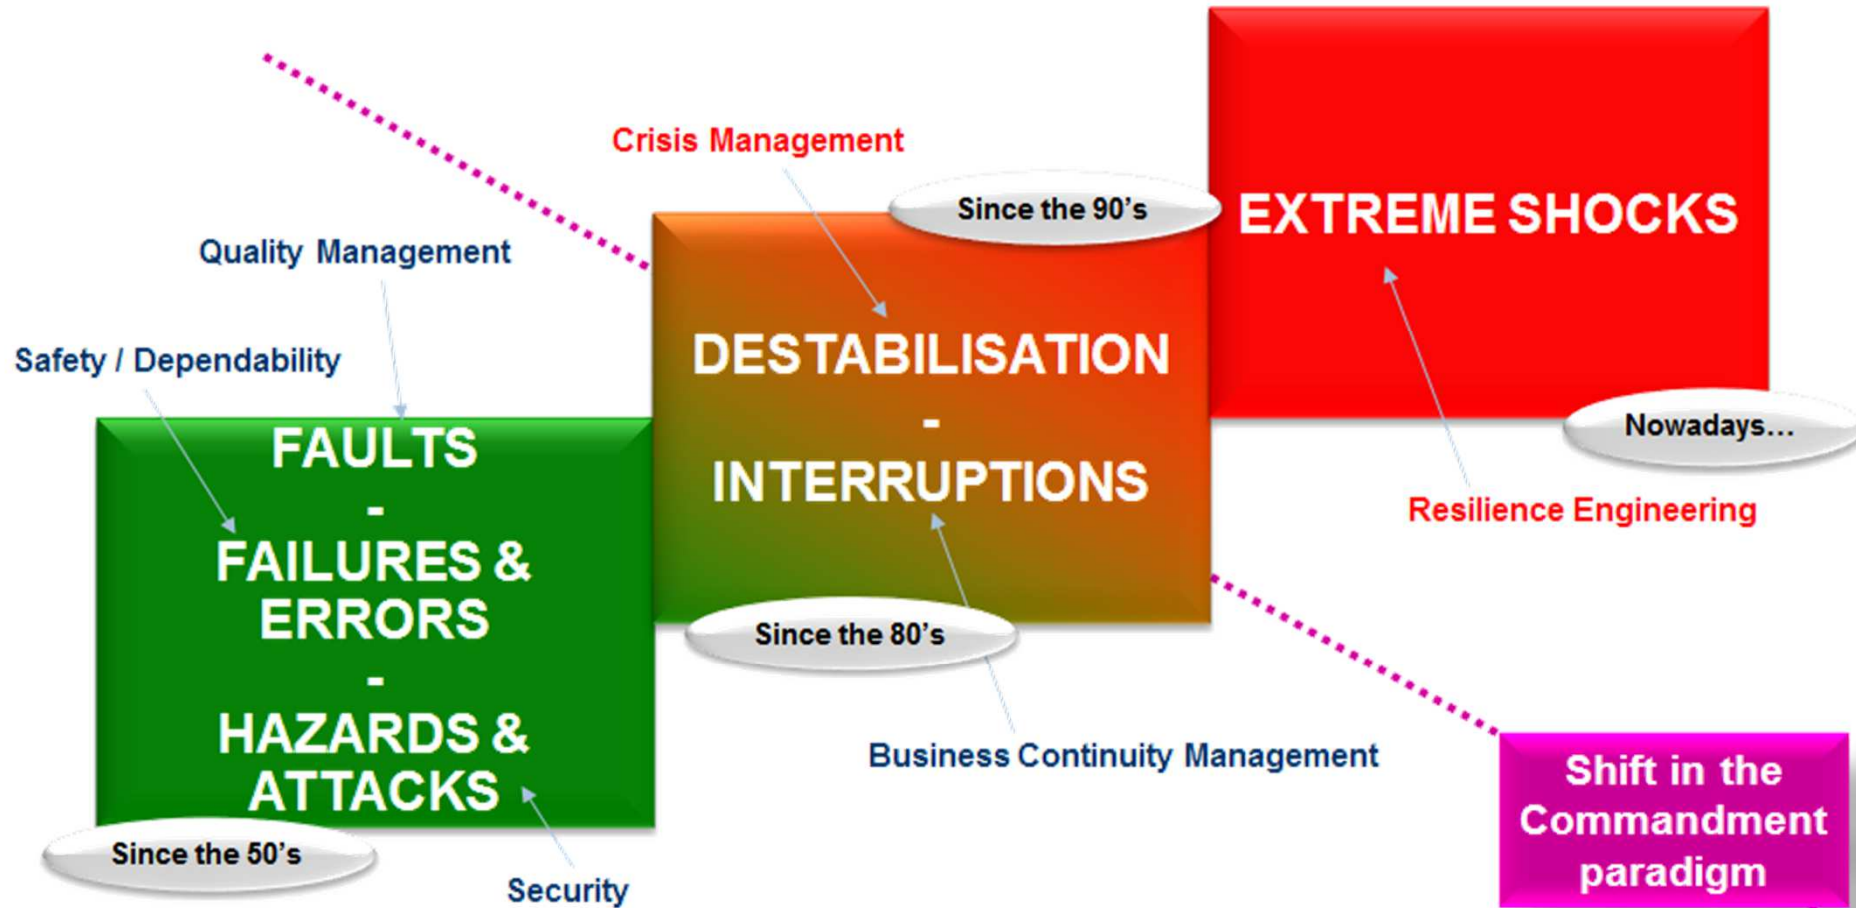 Crisis Management
Since the 90's
EXTREME SHOCKS
Quality Management
Safety / Dependability
DESTABILISATION
-
INTERRUPTIONS
Nowadays...
FAULTS
-
FAILURES &
ERRORS
-
HAZARDS &
ATTACKS
Resilience Engineering
Since the 80's
Business Continuity Management
Since the 50's
Security
Shift in the
Commandment
paradigm